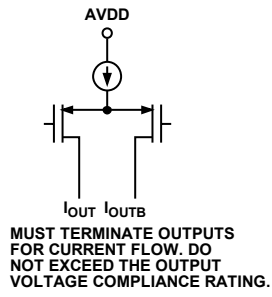 AVDD
IOUT IOUTB
MUST TERMINATE OUTPUTS
FOR CURRENT FLOW. DO
NOT EXCEED THE OUTPUT
VOLTAGE COMPLIANCE RATING.